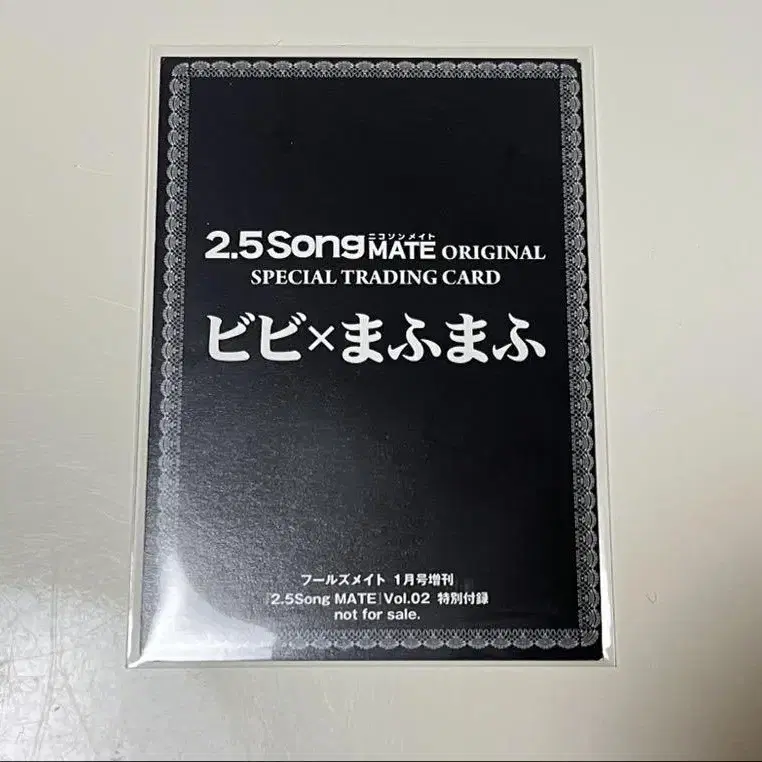 ニコソンメイト
2.5Song MATE ORIGINAL
SPECIAL TRADING CARD
ビビ×まふまふ
フールズメイト 1月号増刊
「2.5Song MATE」Vol.02 特別付録
not for sale.